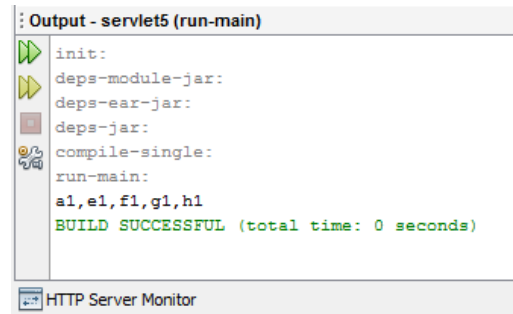 Output - servlet5 (run-main)
init:
deps-module-jar:
deps-ear-jar:
deps-jar:
compile-single:
run-main:
a1,e1,f1,g1,h1
BUILD SUCCESSFUL (total time: 0 seconds)
HTTP Server Monitor